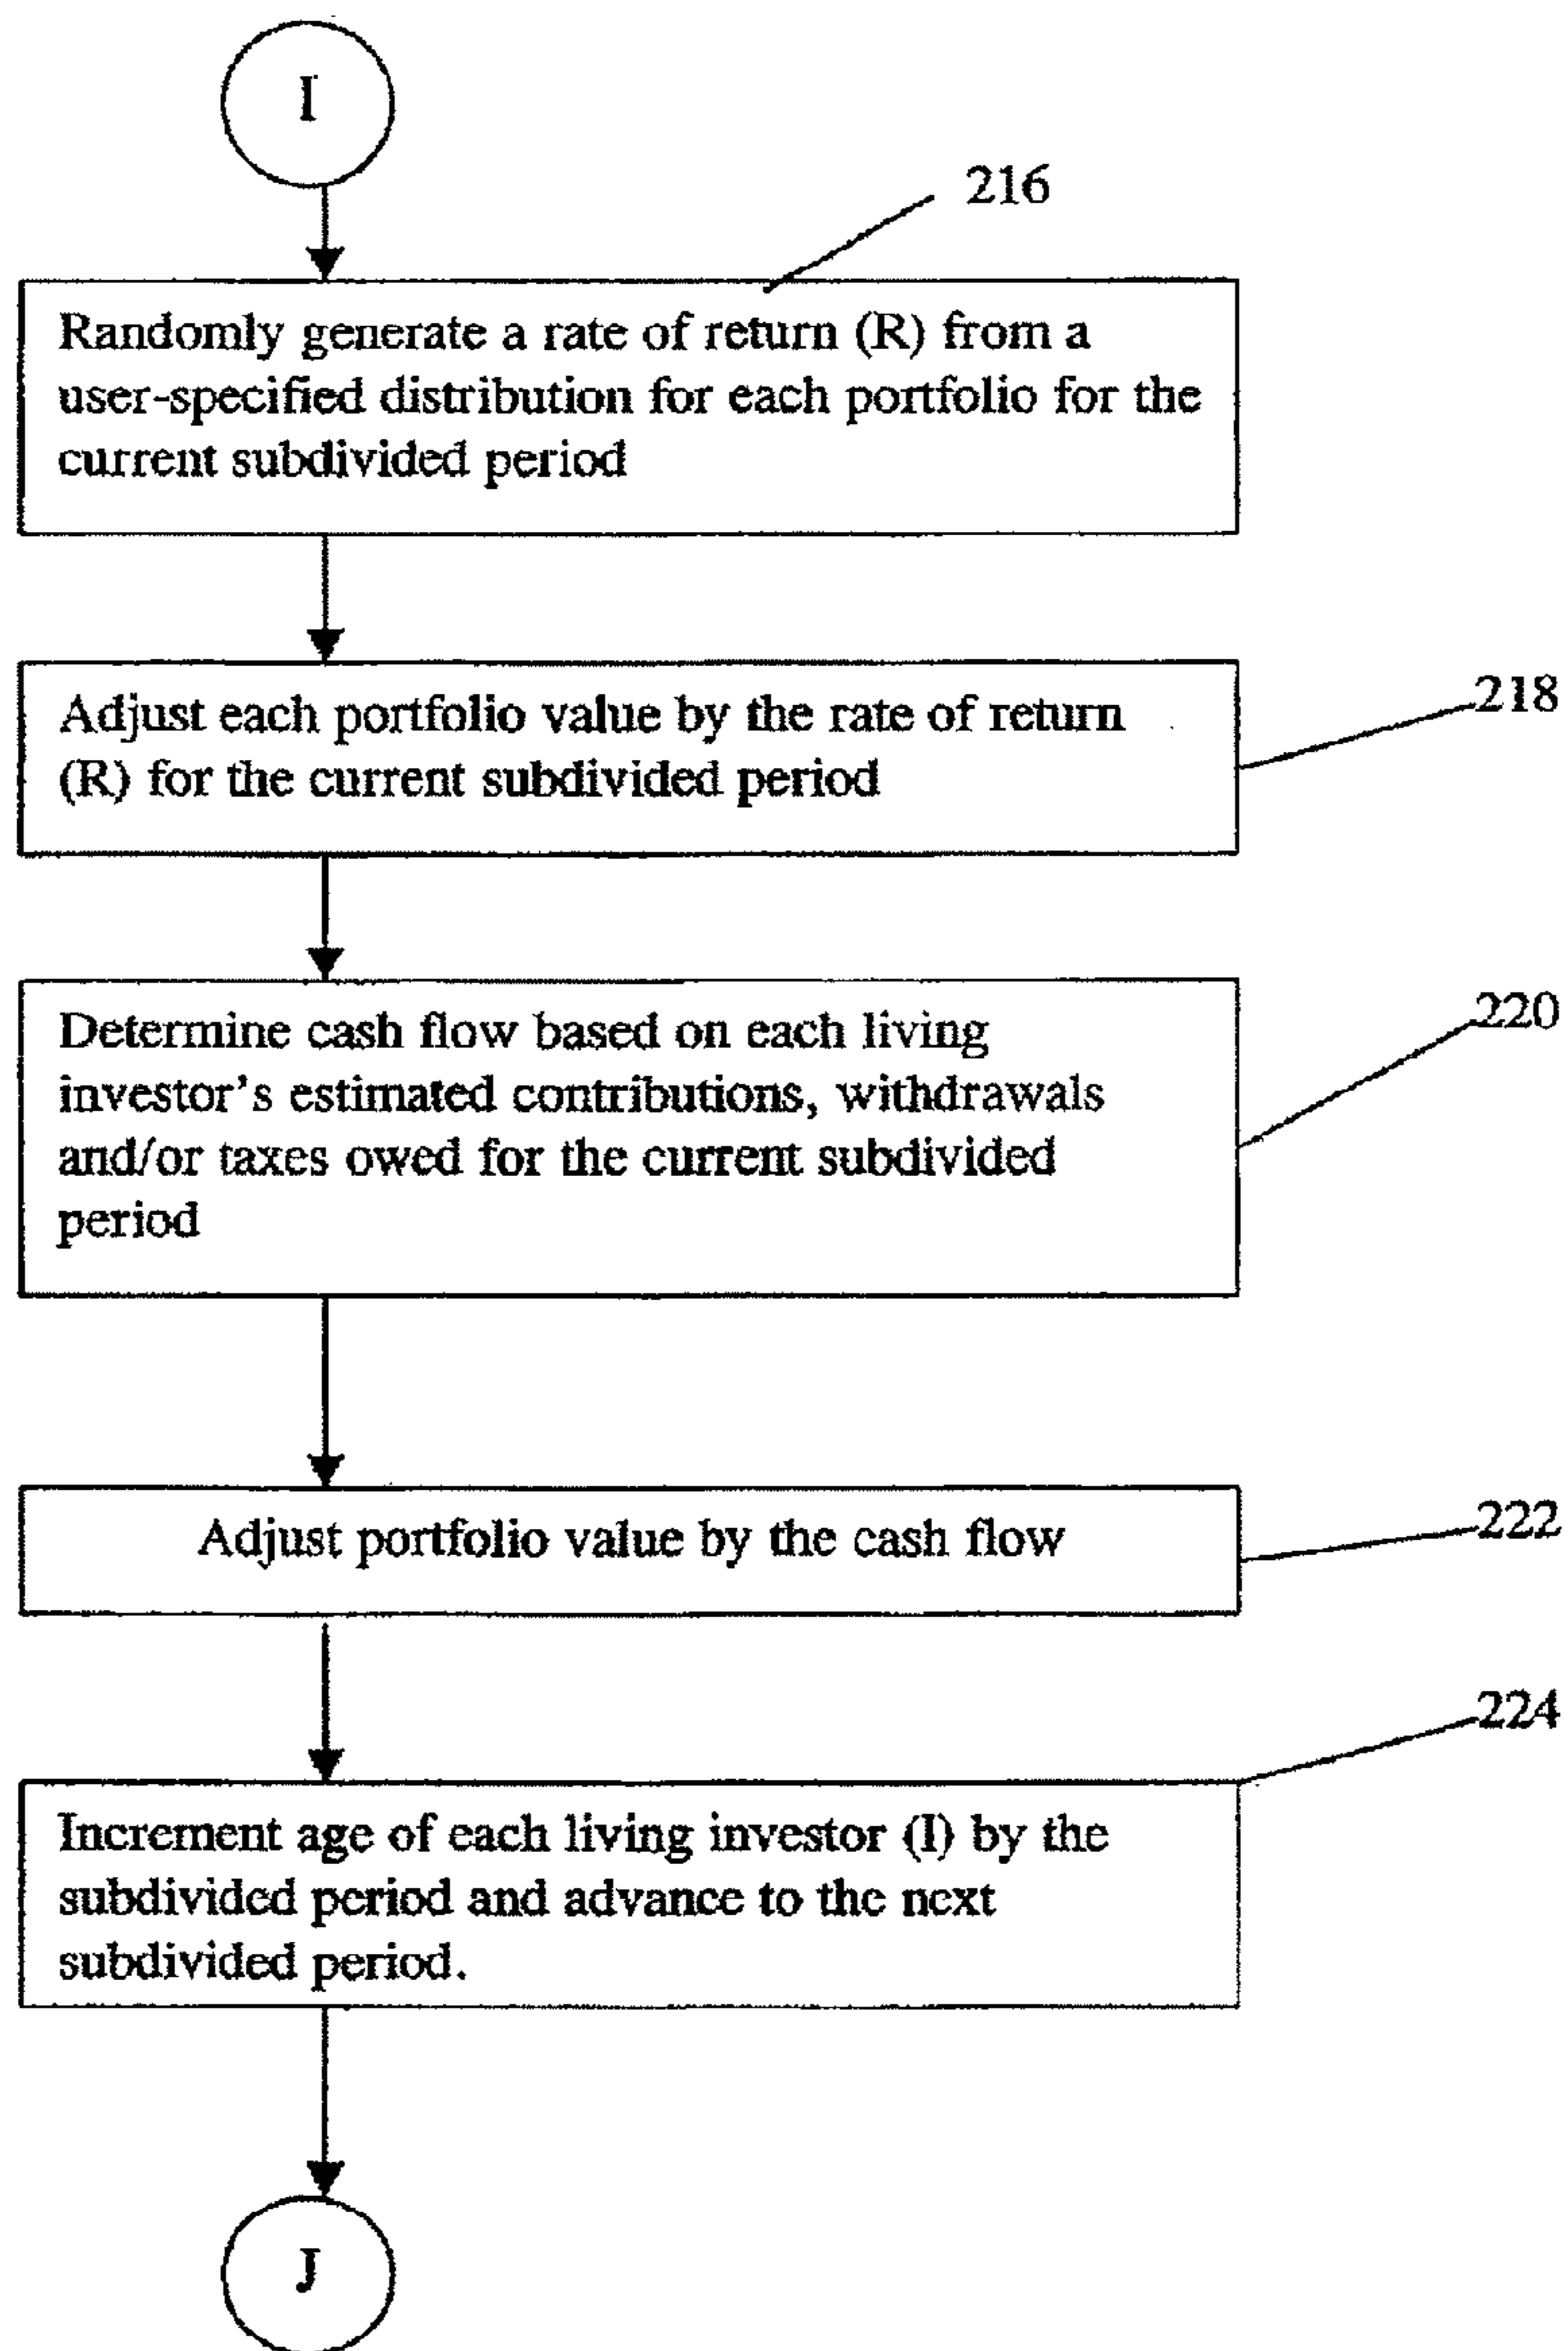 I
216
Randomly generate a rate of return (R) from a
user-specified distribution for each portfolio for the
current subdivided period
218
Adjust each portfolio value by the rate of return
(R) for the current subdivided period
220
Determine cash flow based on each living
investor's estimated contributions, withdrawals
and/or taxes owed for the current subdivided
period
222
Adjust portfolio value by the cash flow
224
Increment age of each living investor (I) by the
subdivided period and advance to the next
subdivided period.
J